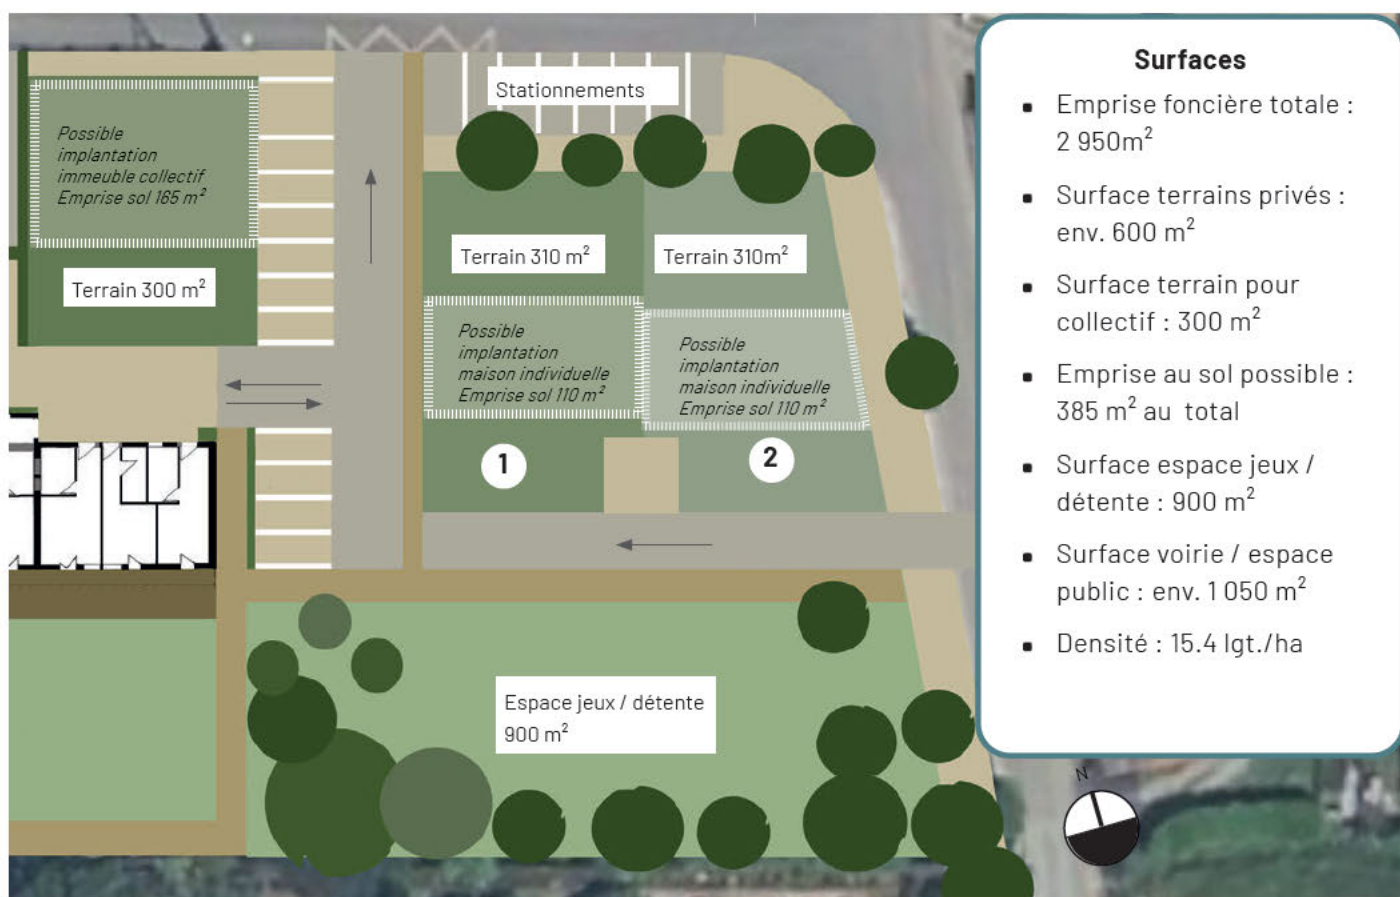 Stationnements
Possible
implantation
immeuble collectif
Emprise sol 165 m²
Terrain 300 m²
Terrain 310 m²
Terrain 310m²
Possible
implantation
maison individuelle
Emprise sol 110 m²
Possible
implantation
maison individuelle
Emprise sol 110 m²
1
2
Espace jeux / détente
900 m²
Surfaces
▪ Emprise foncière totale :
2 950m²
▪ Surface terrains privés :
env. 600 m²
▪ Surface terrain pour
collectif : 300 m²
▪ Emprise au sol possible :
385 m² au total
▪ Surface espace jeux /
détente : 900 m²
▪ Surface voirie / espace
public : env. 1 050 m²
▪ Densité : 15.4 lgt./ha
N